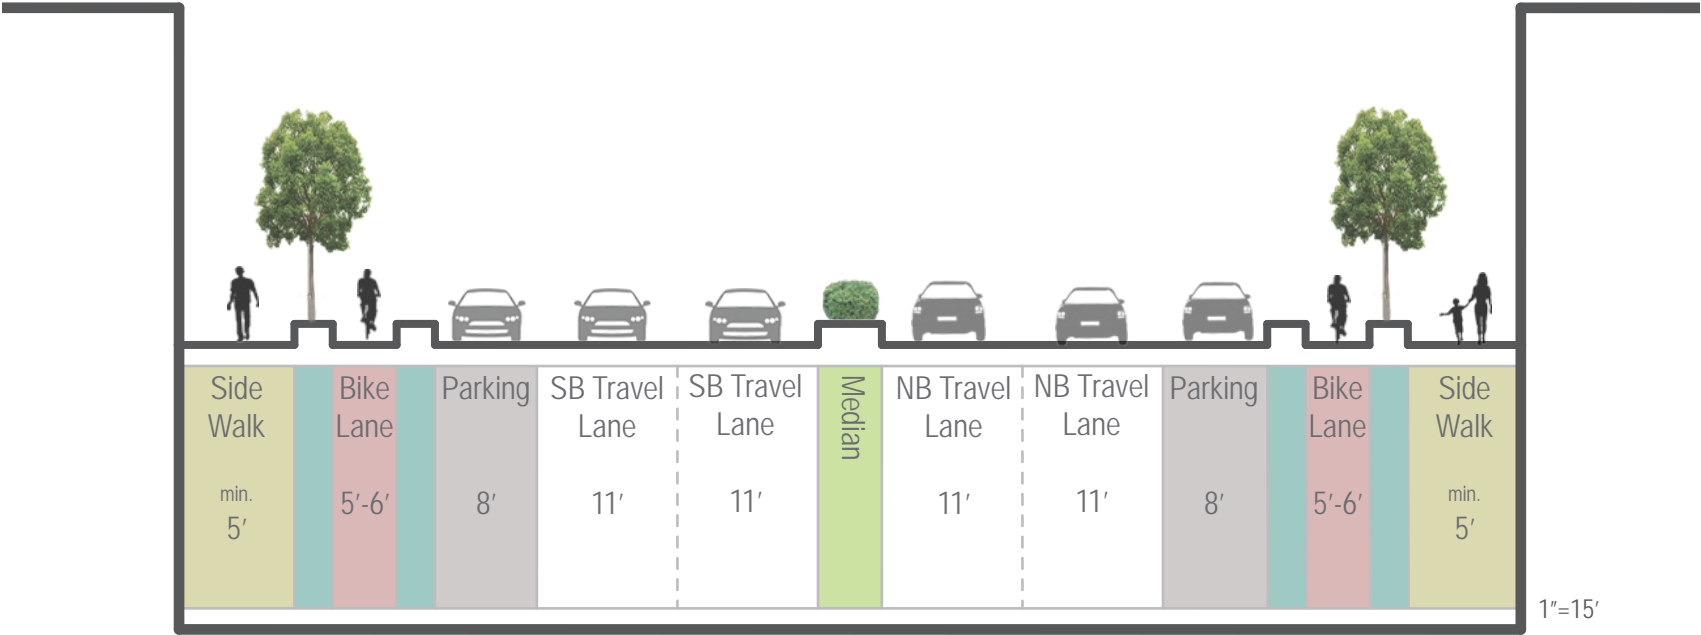 Side
Walk
min.
5'
Bike
Lane
5'-6'
Parking
8'
SB Travel
Lane
11'
SB Travel
Lane
11'
Median
NB Travel
Lane
11'
NB Travel
Lane
11'
Parking
8'
Bike
Lane
5'-6'
Side
Walk
min.
5'
1"=15'